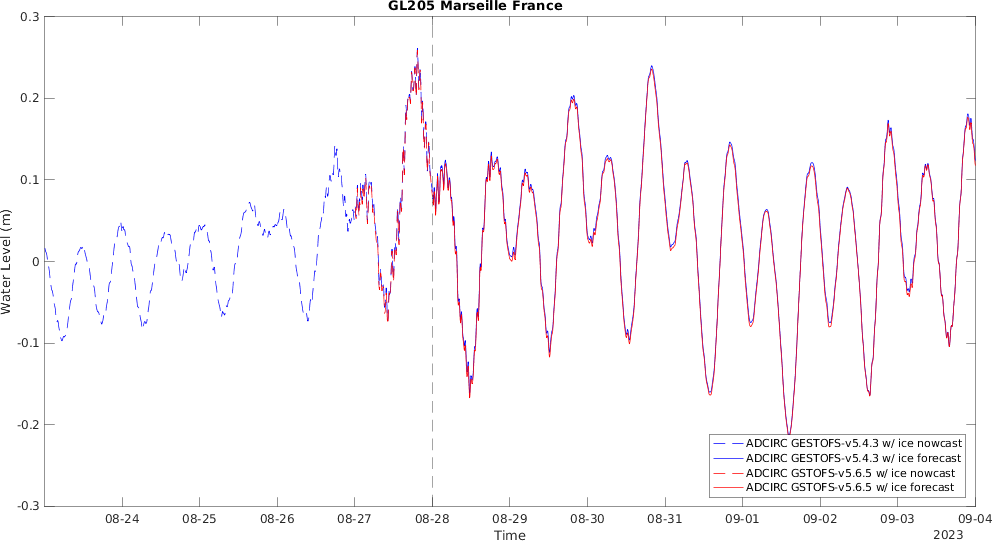 GL205 Marseille France
0.3
0.2
0.1
0
-0.1
-0.2
-0.3
Water Level (m)
ADCIRC GESTOFS-v5.4.3 w/ ice nowcast
ADCIRC GESTOFS-v5.4.3 w/ ice forecast
ADCIRC GSTOFS-v5.6.5 w/ ice nowcast
ADCIRC GSTOFS-v5.6.5 w/ ice forecast
08-24 08-25 08-26 08-27 08-28 08-29 08-30 08-31 09-01 09-02 09-03 09-04
Time
2023